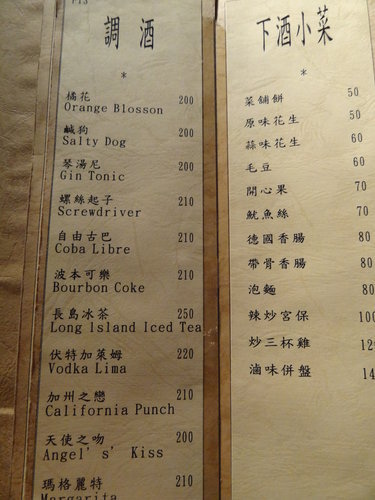 P13
調酒
*
橘花 200
Orange Blosson
鹹狗 200
Salty Dog
琴湯尼 200
Gin Tonic
螺絲起子 210
Screwdriver
自由古巴 210
Coba Libre
波本可樂 210
Bourbon Coke
長島冰茶 250
Long Island Iced Tea
伏特加萊姆 220
Vodka Lima
加州之戀 210
California Punch
天使之吻 200
Angel's' Kiss
瑪格麗特 210
Margarita
下酒小菜
*
菜舖餅 50
原味花生 50
蒜味花生 60
毛豆 60
開心果 70
魷魚絲 70
德國香腸 80
帶骨香腸 80
泡麵 80
辣炒宮保 100
炒三杯雞
滷味併盤